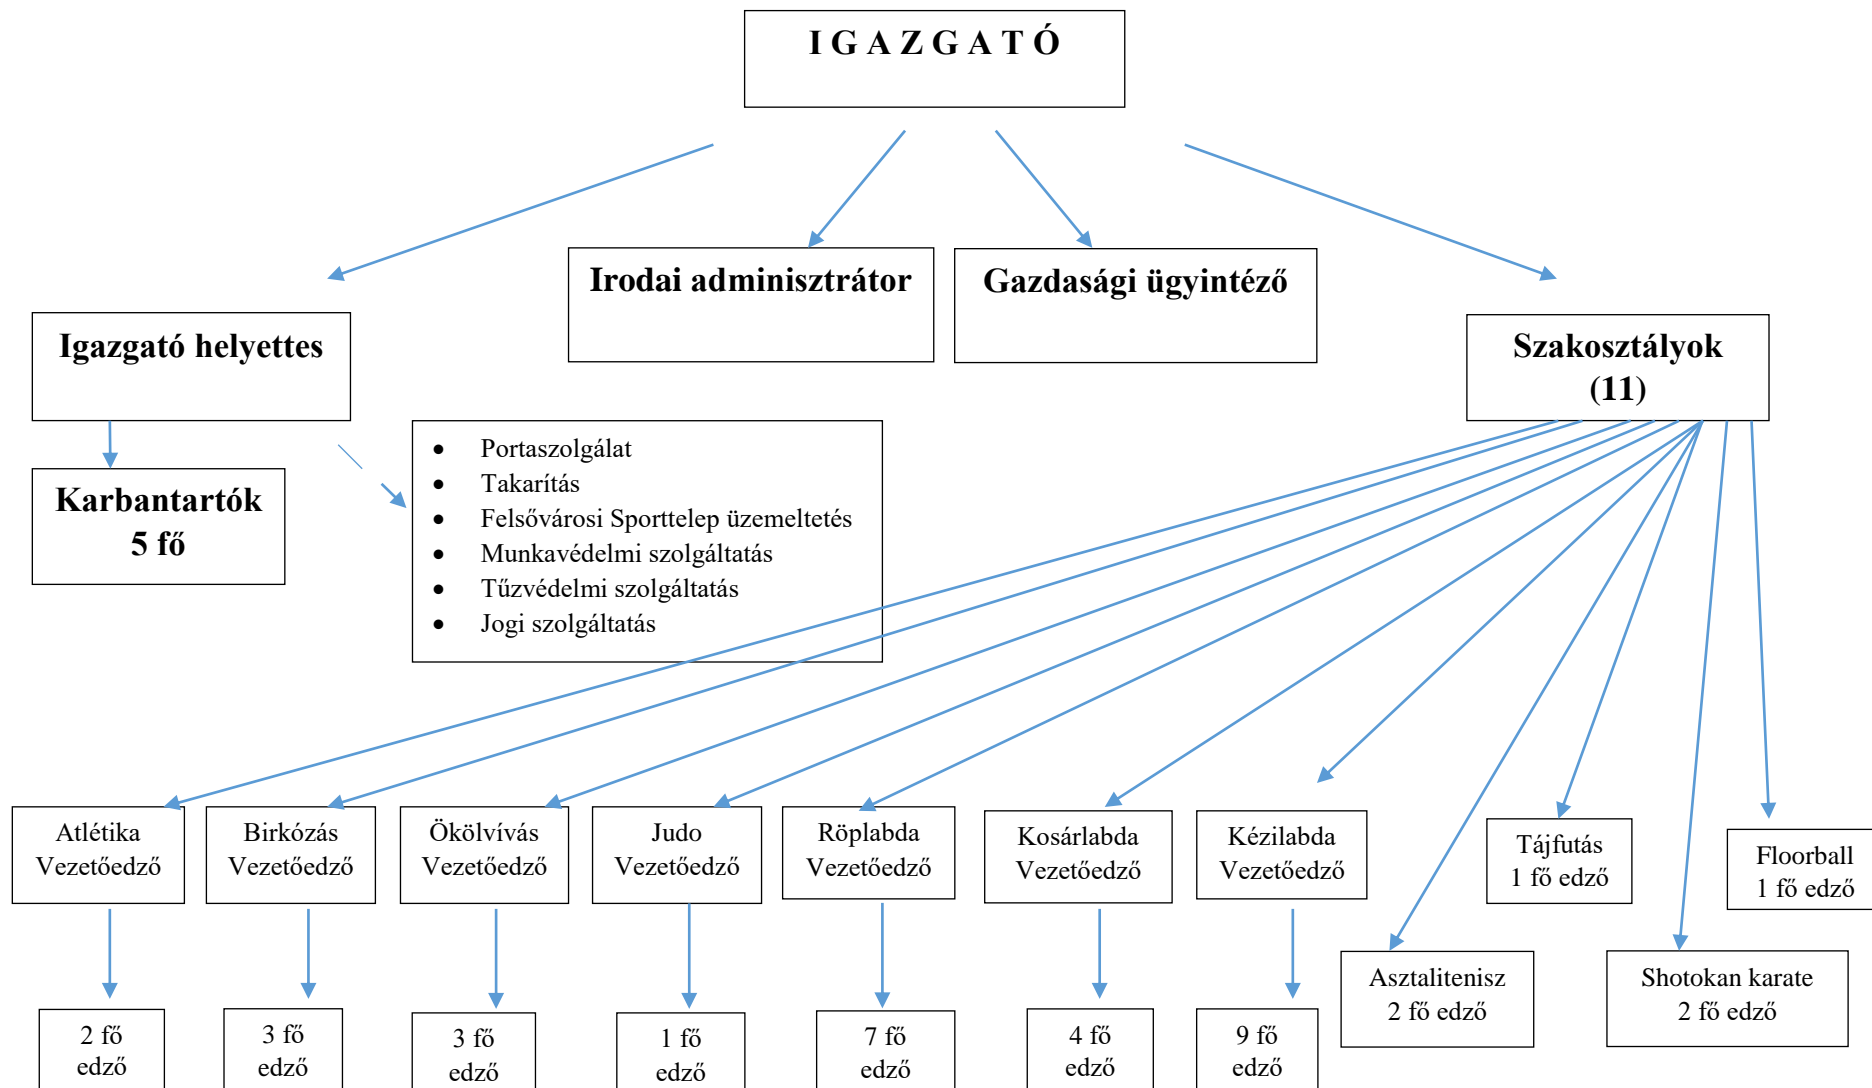 I G A Z G A T Ó
Irodai adminisztrátor
Gazdasági ügyintéző
Igazgató helyettes
Szakosztályok
(11)
Karbantartók
5 fő
• Portaszolgálat
• Takarítás
• Felsővárosi Sporttelep üzemeltetés
• Munkavédelmi szolgáltatás
• Tűzvédelmi szolgáltatás
• Jogi szolgáltatás
Atlétika
Vezetőedző
Birkózás
Vezetőedző
Ökölvívás
Vezetőedző
Judo
Vezetőedző
Röplabda
Vezetőedző
Kosárlabda
Vezetőedző
Kézilabda
Vezetőedző
Tájfutás
1 fő edző
Floorball
1 fő edző
Asztalitenisz
2 fő edző
Shotokan karate
2 fő edző
2 fő
edző
3 fő
edző
3 fő
edző
1 fő
edző
7 fő
edző
4 fő
edző
9 fő
edző